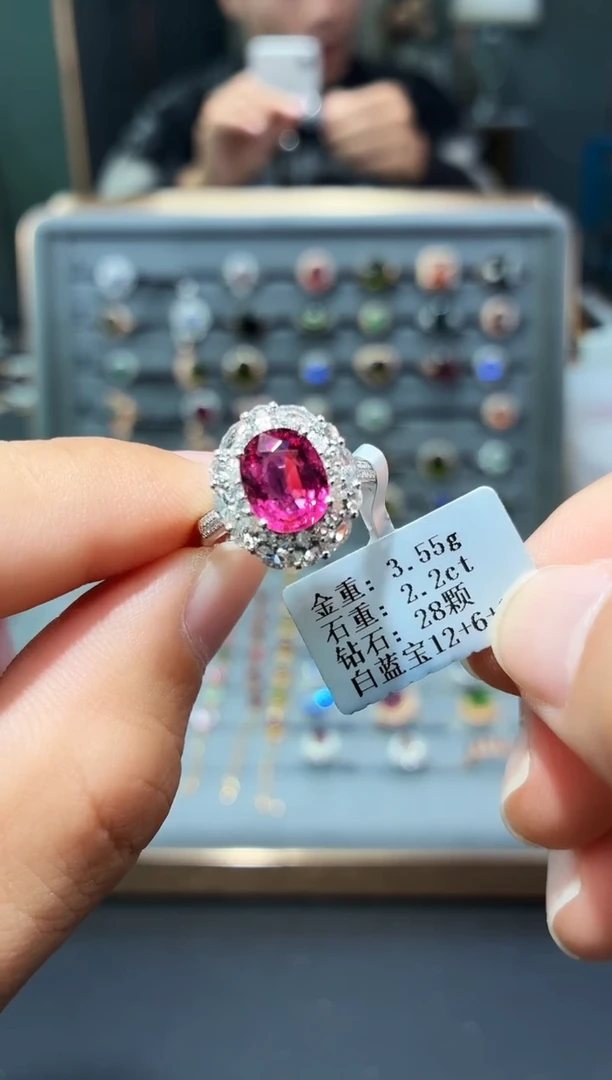 金重: 3.55g
石重: 2.2ct
钻石: 28颗
白蓝宝12+6+